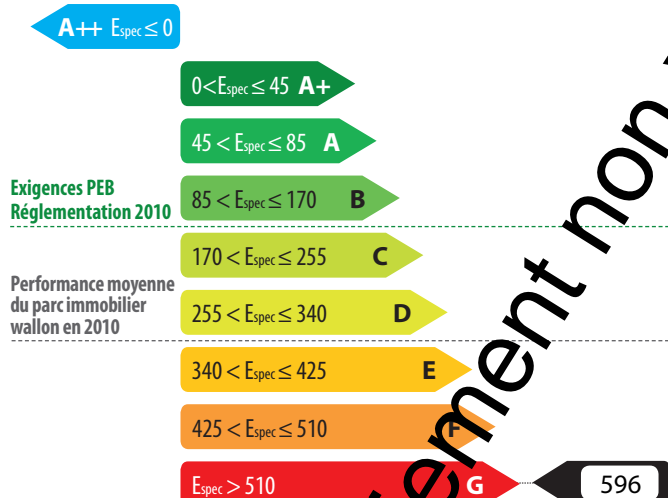 A++ Espec ≤ 0
0 < Espec ≤ 45 A+
45 < Espec ≤ 85 A
Exigences PEB
Réglementation 2010
85 < Espec ≤ 170 B
170 < Espec ≤ 255 C
Performance moyenne
du parc immobilier
wallon en 2010
255 < Espec ≤ 340 D
340 < Espec ≤ 425 E
425 < Espec ≤ 510 F
Espec > 510 G 596
ement non